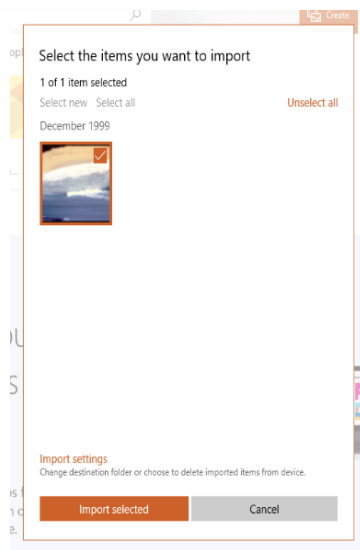 Create
Select the items you want to import
1 of 1 item selected
Select new Select all Unselect all
December 1999
Import settings
Change destination folder or choose to delete imported items from device.
Import selected Cancel